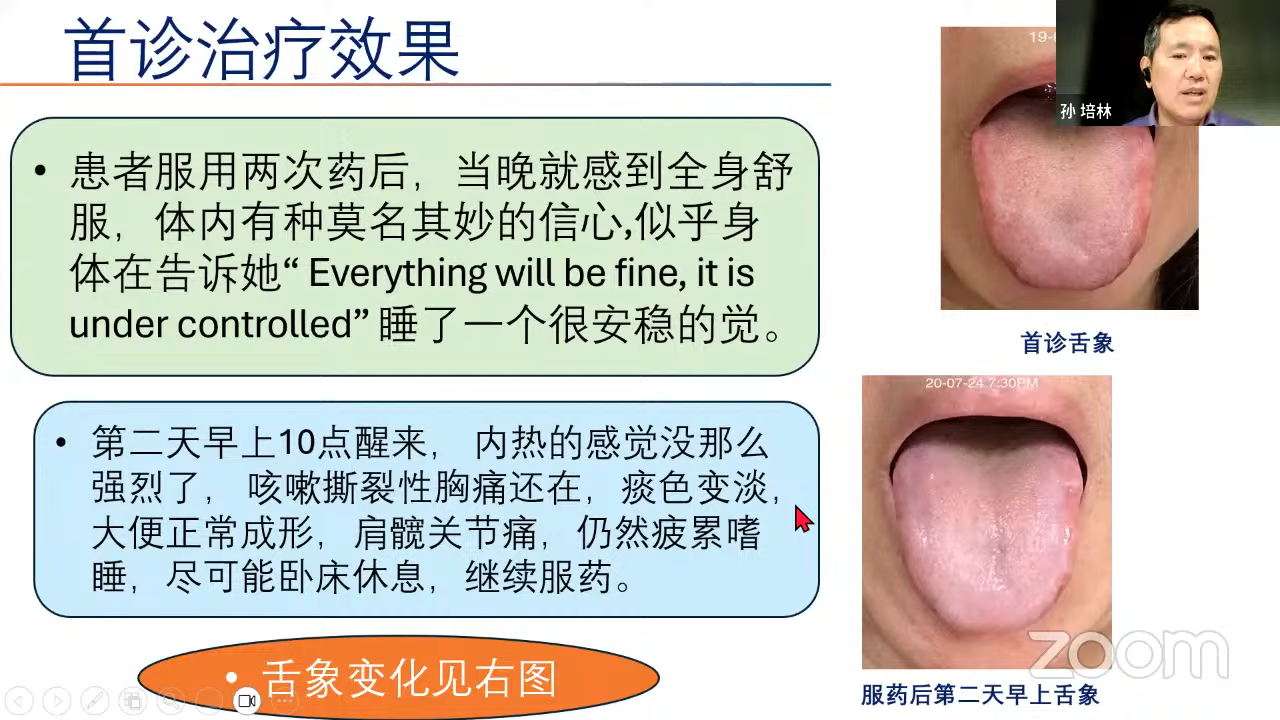 首诊治疗效果
• 患者服用两次药后，当晚就感到全身舒
服，体内有种莫名其妙的信心,似乎身
体在告诉她“ Everything will be fine, it is
under controlled” 睡了一个很安稳的觉。
• 第二天早上10点醒来， 内热的感觉没那么
强烈了， 咳嗽撕裂性胸痛还在，痰色变淡，
大便正常成形，肩髋关节痛，仍然疲累嗜
睡，尽可能卧床休息，继续服药。
• 舌象变化见右图
孙 培林
首诊舌象
20-07-24 7:30PM
zoom
服药后第二天早上舌象